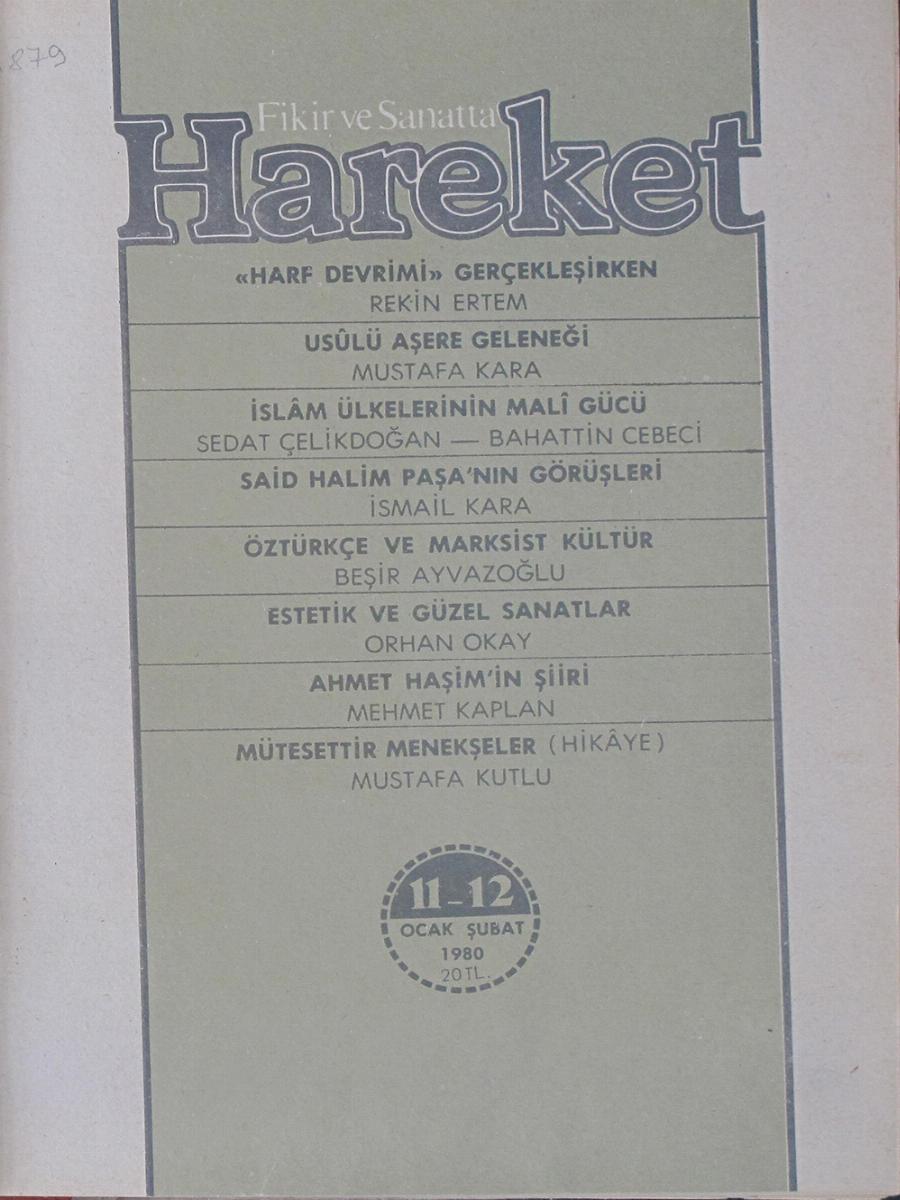 879
Fikir ve Sanatta
Hareket
«HARF DEVRİMİ» GERÇEKLEŞİRKEN
REKİN ERTEM
USÛLÜ AŞERE GELENEĞİ
MUSTAFA KARA
İSLÂM ÜLKELERİNİN MALÎ GÜCÜ
SEDAT ÇELİKDOĞAN — BAHATTİN CEBECİ
SAİD HALİM PAŞA'NIN GÖRÜŞLERİ
İSMAİL KARA
ÖZTÜRKÇE VE MARKSİST KÜLTÜR
BEŞİR AYVAZOĞLU
ESTETİK VE GÜZEL SANATLAR
ORHAN OKAY
AHMET HAŞİM'İN ŞİİRİ
MEHMET KAPLAN
MÜTESETTİR MENEKŞELER (HİKÂYE)
MUSTAFA KUTLU
11-12
OCAK ŞUBAT
1980
20 TL.